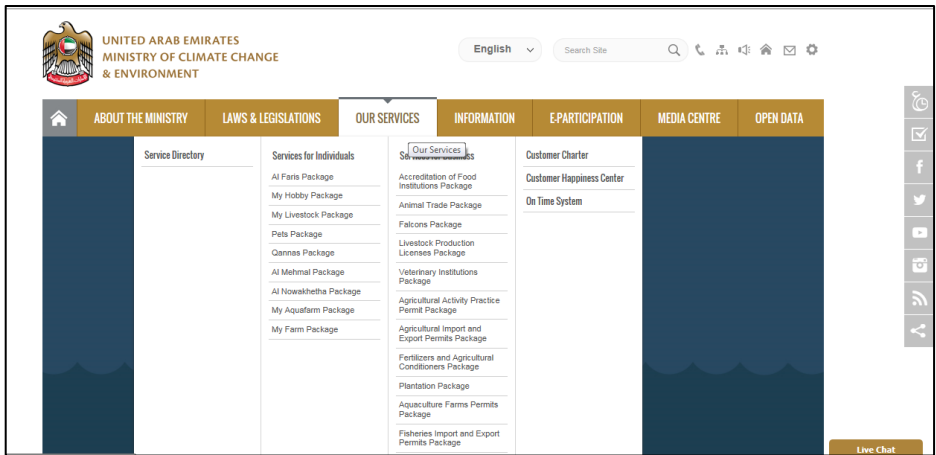 UNITED ARAB EMIRATES
MINISTRY OF CLIMATE CHANGE
& ENVIRONMENT
English
Search Site
ABOUT THE MINISTRY
LAWS & LEGISLATIONS
OUR SERVICES
INFORMATION
E-PARTICIPATION
MEDIA CENTRE
OPEN DATA
Our Services
Service Directory
Services for Individuals
Al Faris Package
My Hobby Package
My Livestock Package
Pets Package
Qannas Package
Al Mehmal Package
Al Nowakhetha Package
My Aquafarm Package
My Farm Package
Services for Business
Accreditation of Food
Institutions Package
Animal Trade Package
Falcons Package
Livestock Production
Licenses Package
Veterinary Institutions
Package
Agricultural Activity Practice
Permit Package
Agricultural Import and
Export Permits Package
Fertilizers and Agricultural
Conditioners Package
Plantation Package
Aquaculture Farms Permits
Package
Fisheries Import and Export
Permits Package
Customer Charter
Customer Happiness Center
On Time System
Live Chat